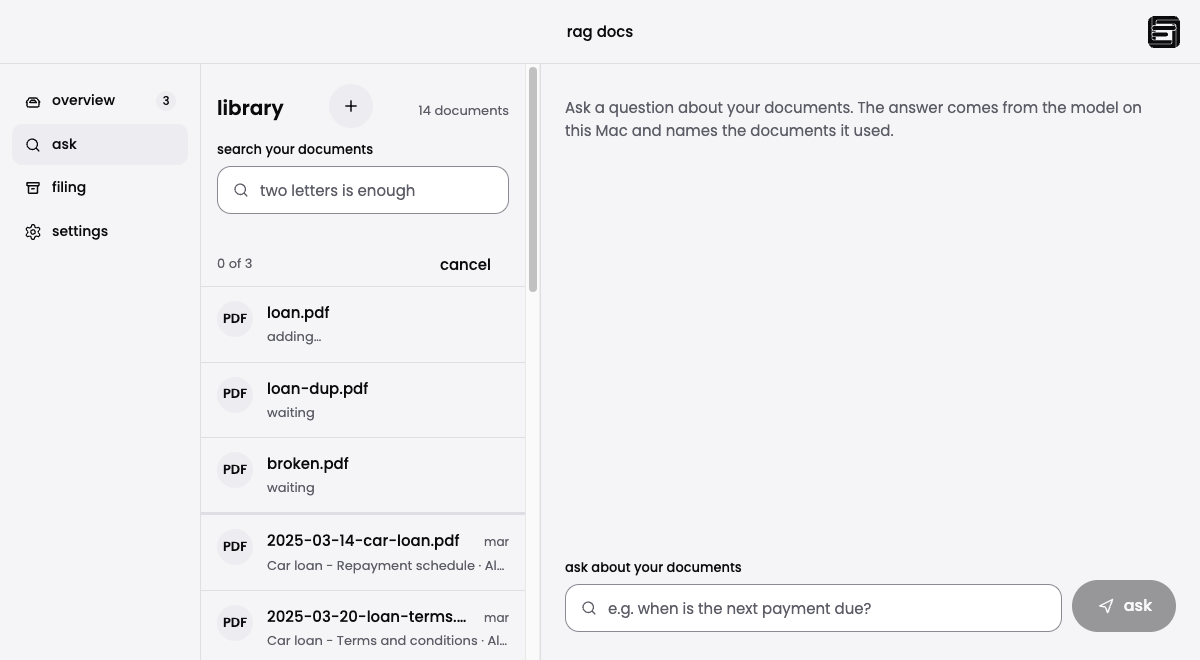 rag docs
overview 3
ask
filing
settings
library + 14 documents
search your documents
two letters is enough
0 of 3 cancel
PDF loan.pdf
adding…
PDF loan-dup.pdf
waiting
PDF broken.pdf
waiting
PDF 2025-03-14-car-loan.pdf mar
Car loan - Repayment schedule · Al…
PDF 2025-03-20-loan-terms.… mar
Car loan - Terms and conditions · Al…
Ask a question about your documents. The answer comes from the model on
this Mac and names the documents it used.
ask about your documents
e.g. when is the next payment due?
ask